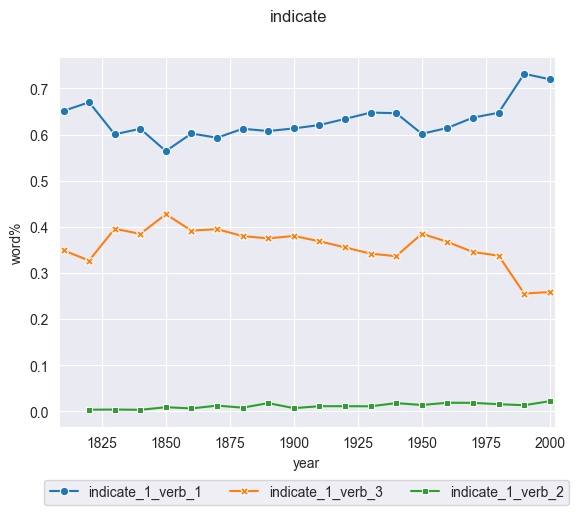 indicate
0.7
0.6
0.5
0.4
0.3
0.2
0.1
0.0
word%
1825 1850 1875 1900 1925 1950 1975 2000
year
indicate_1_verb_1 indicate_1_verb_3 indicate_1_verb_2